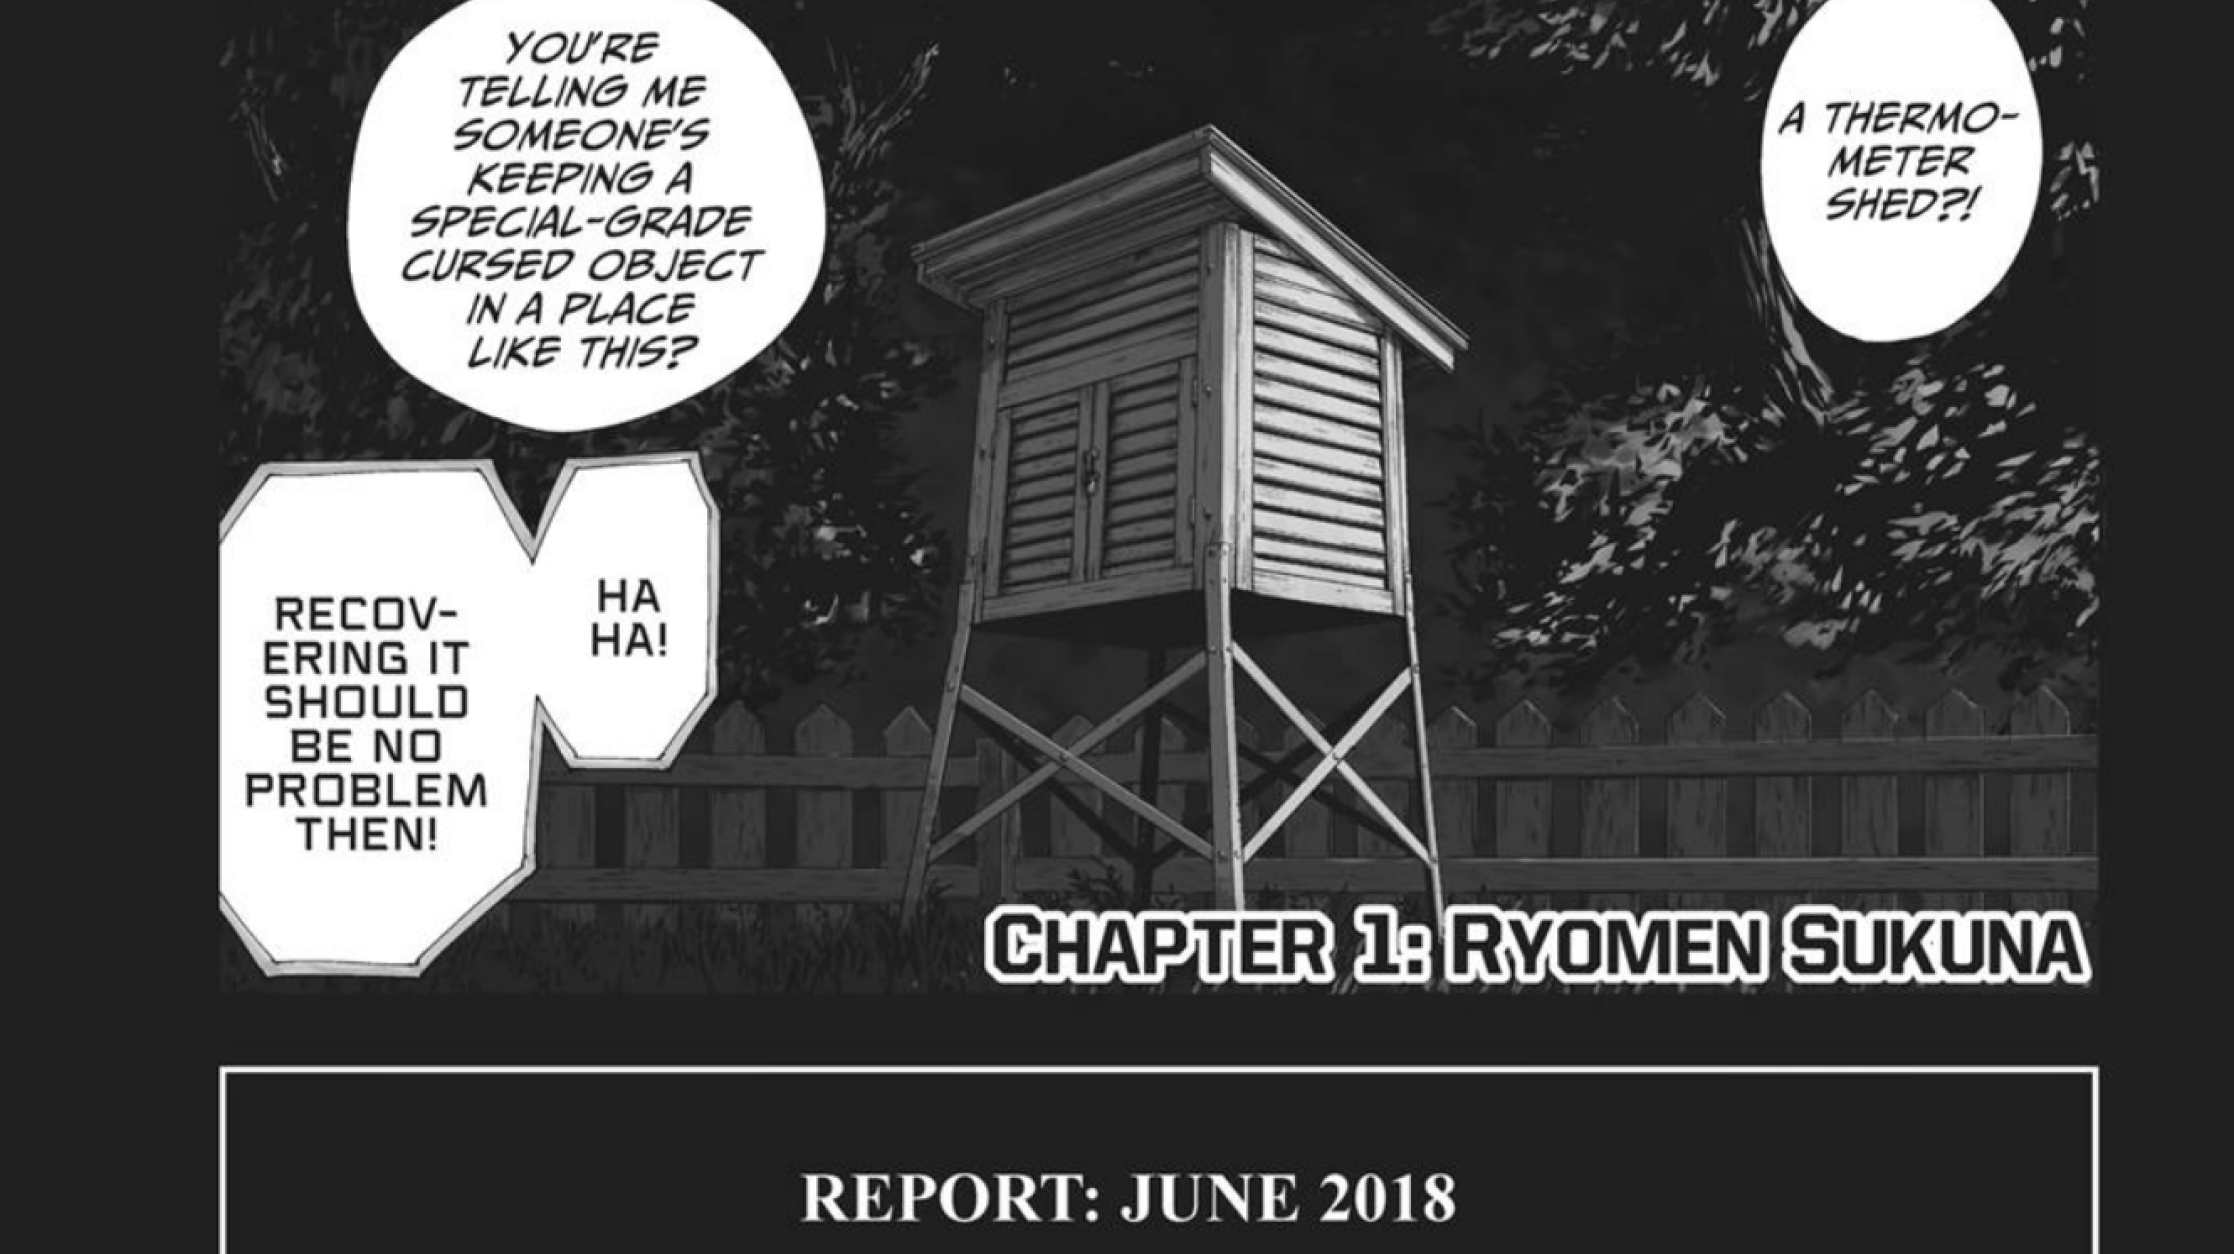 A THERMO-
METER
SHED?!
YOU'RE
TELLING ME
SOMEONE'S
KEEPING A
SPECIAL-GRADE
CURSED OBJECT
IN A PLACE
LIKE THIS?
HA
HA!
RECOV-
ERING IT
SHOULD
BE NO
PROBLEM
THEN!
CHAPTER 1: RYOMEN SUKUNA
REPORT: JUNE 2018